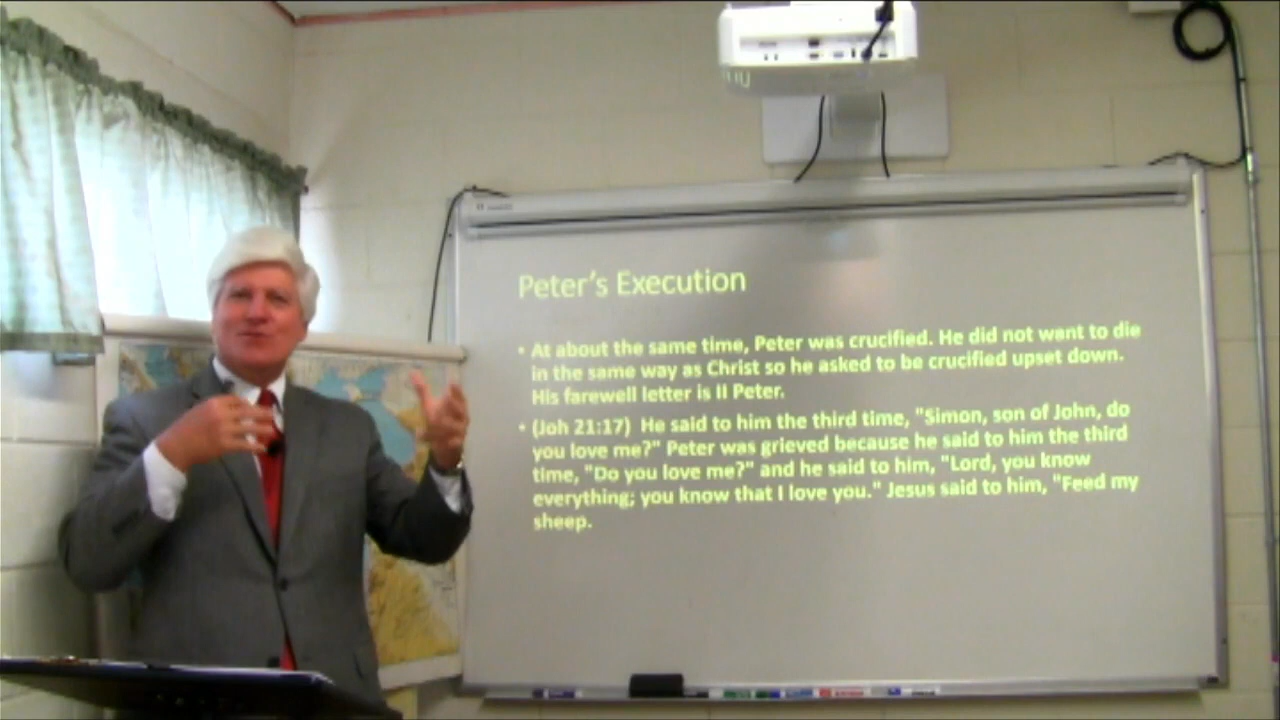 Peter's Execution
• At about the same time, Peter was crucified. He did not want to die
in the same way as Christ so he asked to be crucified upset down.
His farewell letter is II Peter.
• (Joh 21:17) He said to him the third time, "Simon, son of John, do
you love me?" Peter was grieved because he said to him the third
time, "Do you love me?" and he said to him, "Lord, you know
everything; you know that I love you." Jesus said to him, "Feed my
sheep.